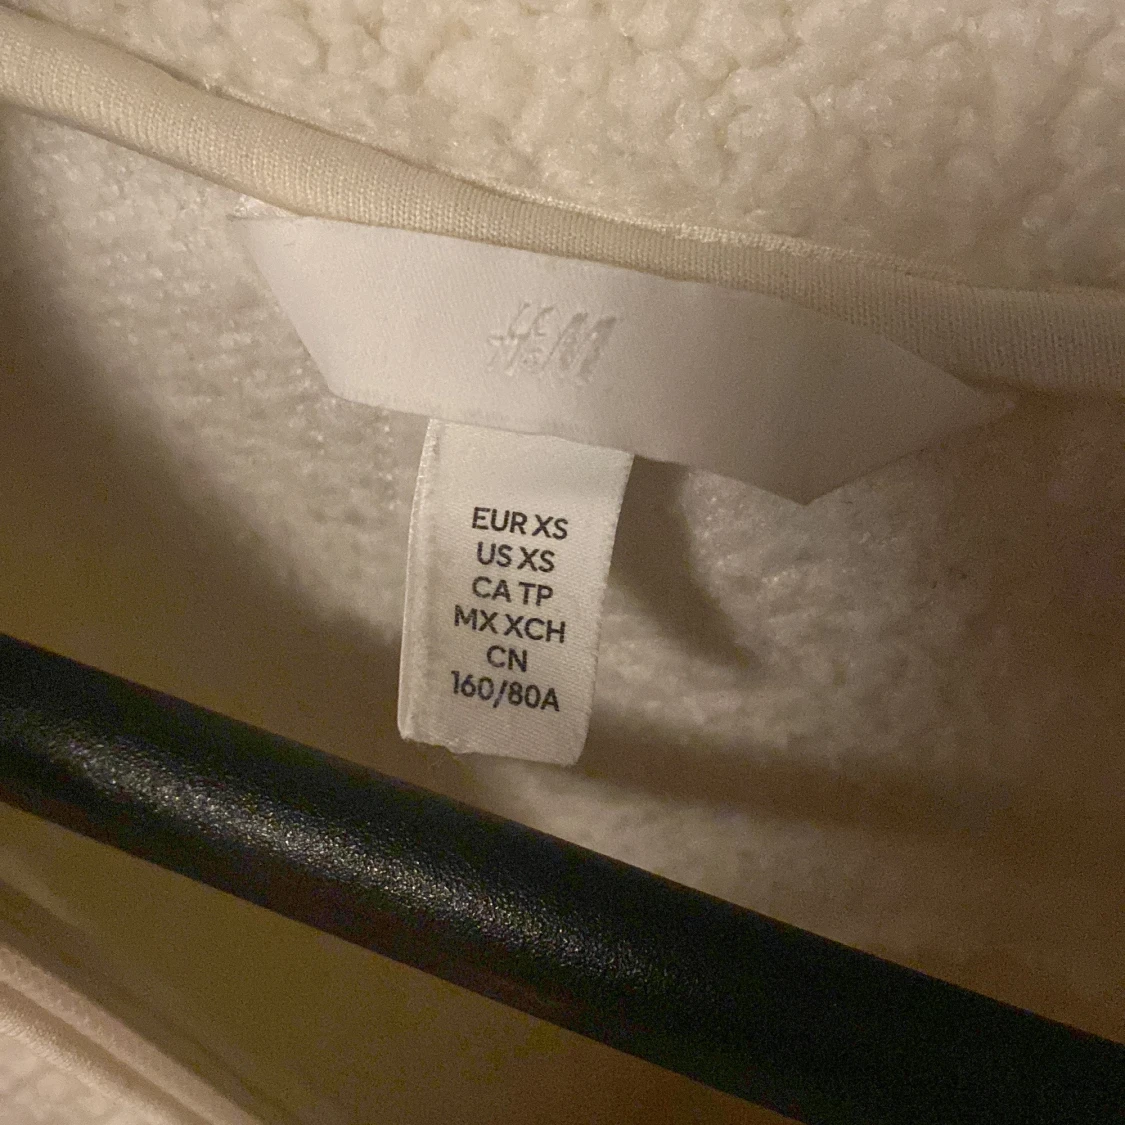 H&M
EUR XS
US XS
CA TP
MX XCH
CN
160/80A